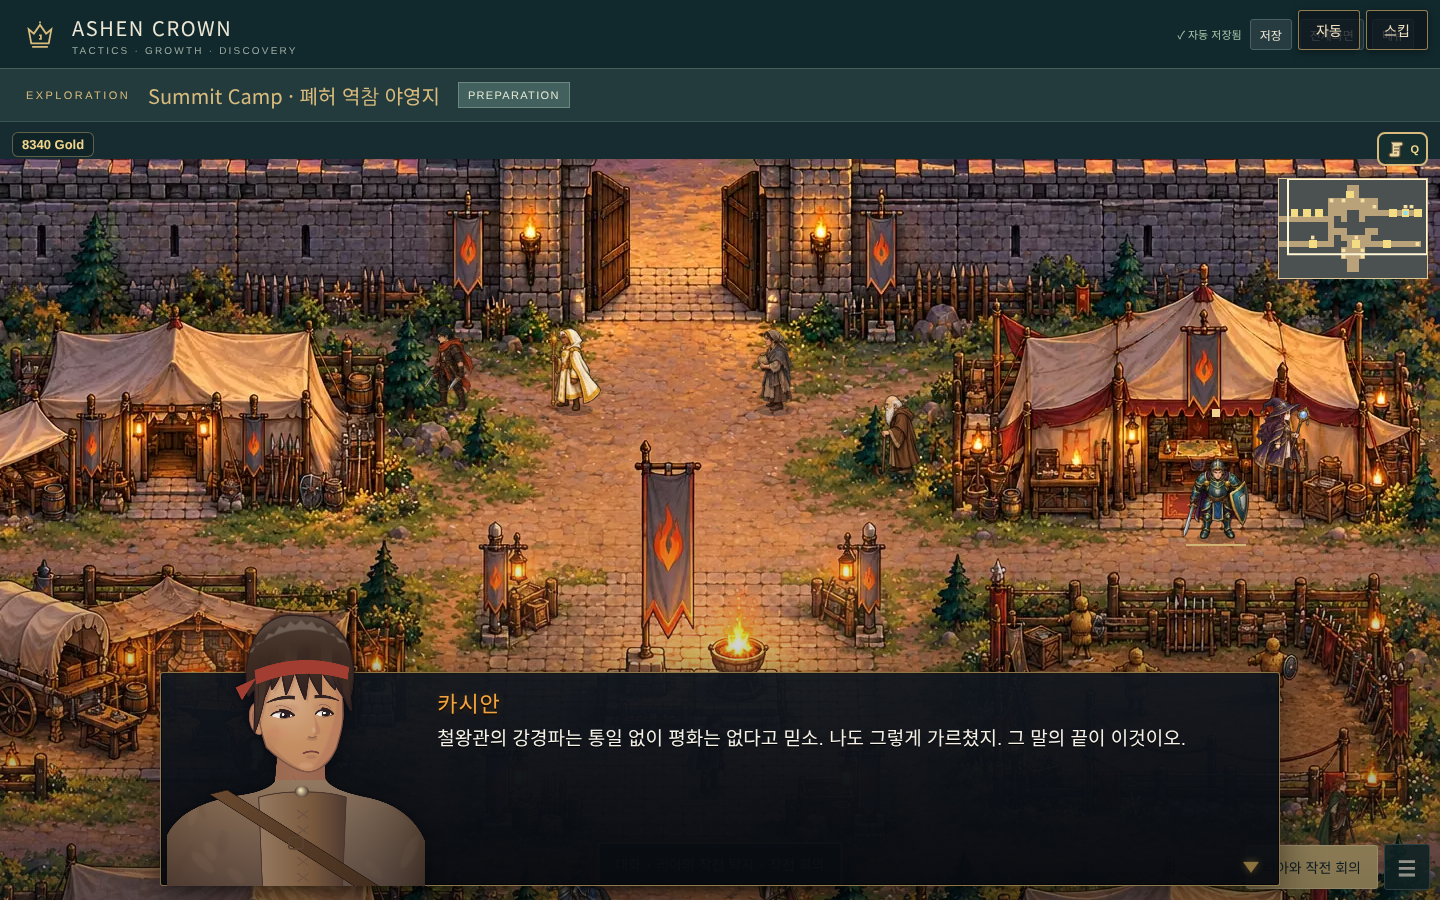 ASHEN CROWN
TACTICS · GROWTH · DISCOVERY
✓ 자동 저장됨
저장
자동
스킵
EXPLORATION
Summit Camp · 폐허 역참 야영지
PREPARATION
8340 Gold
Q
카시안
철왕관의 강경파는 통일 없이 평화는 없다고 믿소. 나도 그렇게 가르쳤지. 그 말의 끝이 이것이오.
작전 회의